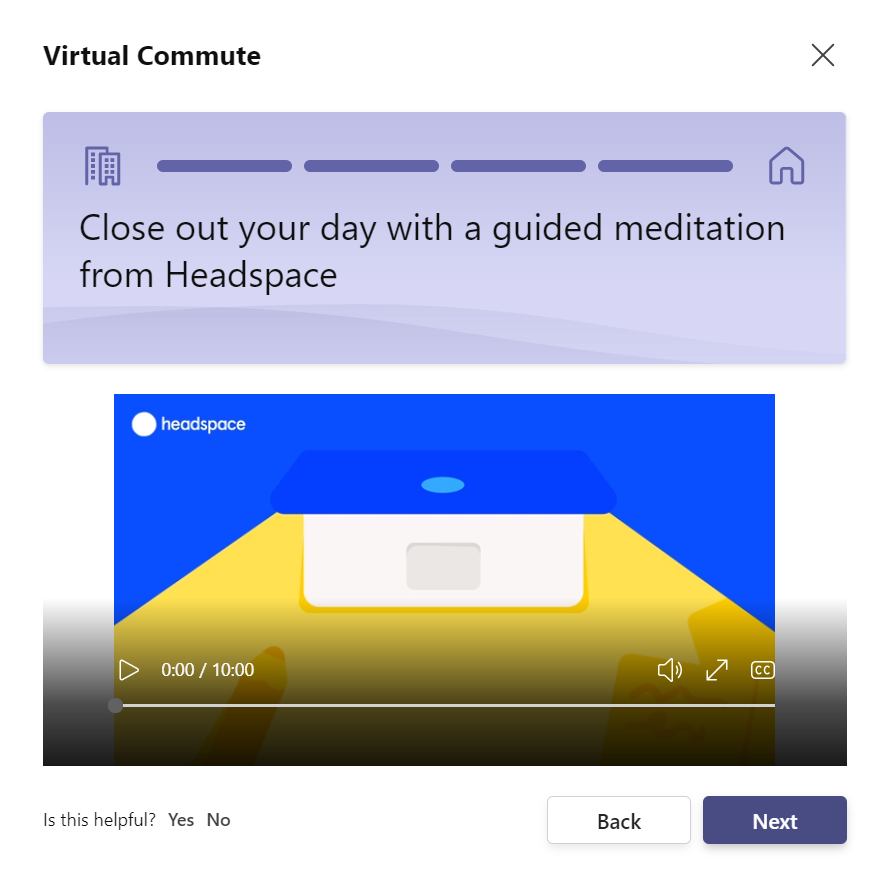 Virtual Commute
Close out your day with a guided meditation
from Headspace
headspace
0:00 / 10:00
CC
Is this helpful? Yes No
Back
Next